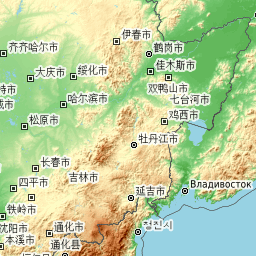 伊春市
鹤岗市
齐齐哈尔市
佳木斯市
绥化市
大庆市
双鸭山市
七台河市
哈尔滨市
松原市
鸡西市
牡丹江市
长春市
吉林市
四平市
Владивосток
延吉市
铁岭市
沈阳市
通化市
청진시
本溪市
通化县